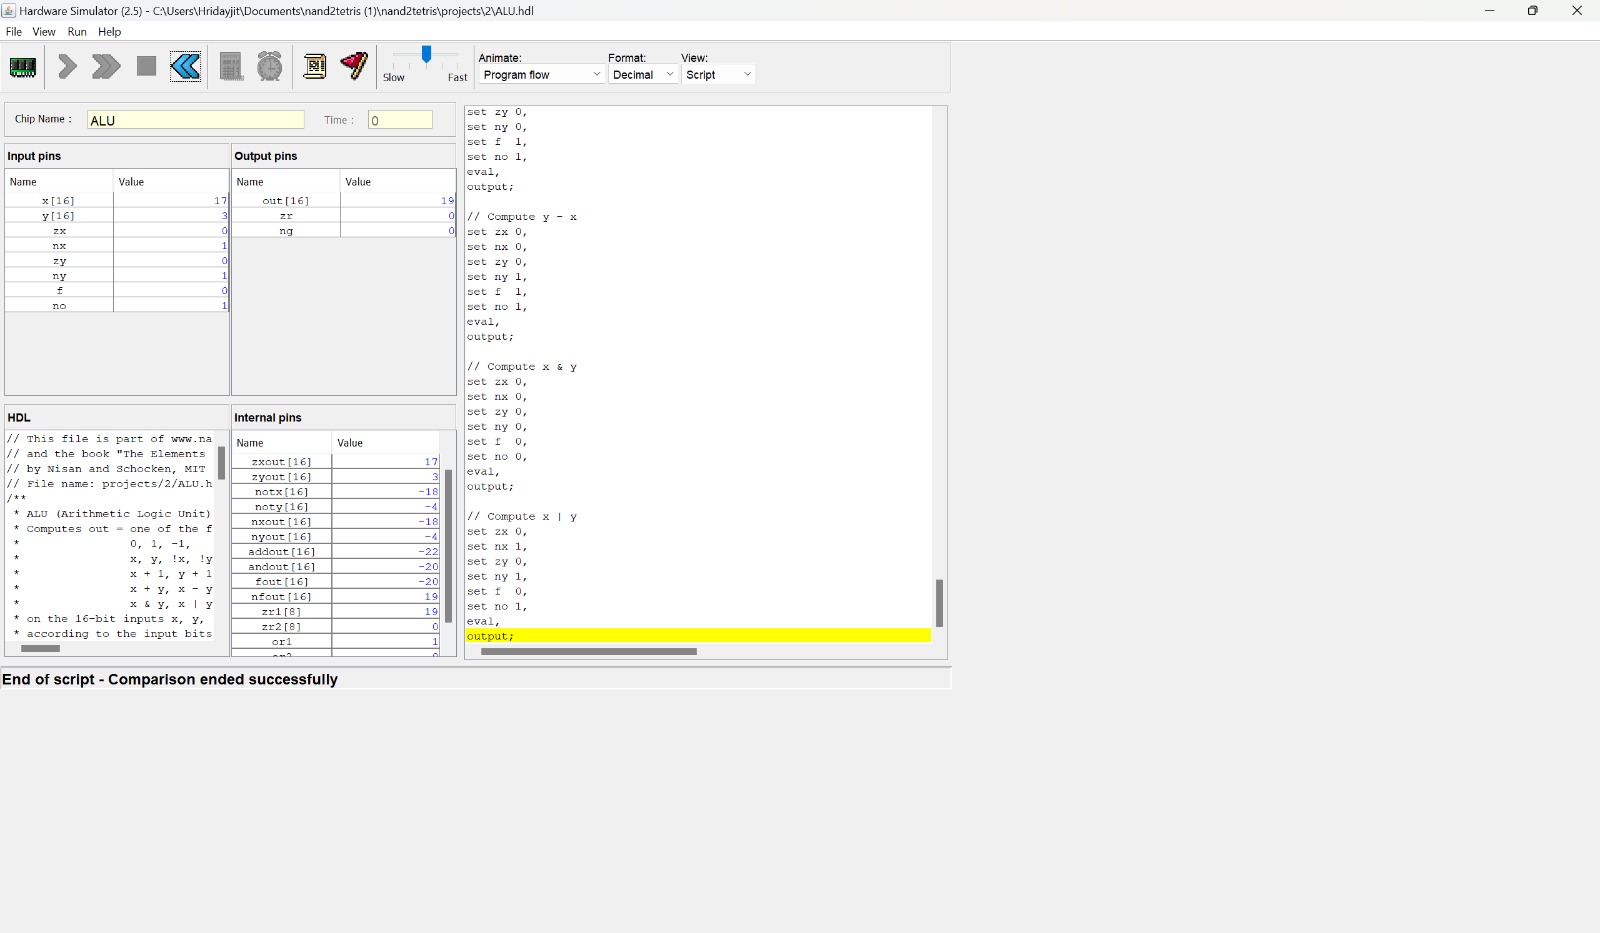 Hardware Simulator (2.5) - C:\Users\Hridayjit\Documents\nand2tetris (1)\nand2tetris\projects\2\ALU.hdl
File View Run Help
Slow Fast
Animate: Format: View:
Program flow Decimal Script
Chip Name : ALU Time : 0
Input pins
Name Value
x[16] 17
y[16] 3
zx 0
nx 1
zy 0
ny 1
f 0
no 1
Output pins
Name Value
out[16] 19
zr 0
ng 0
HDL
// This file is part of www.na
// and the book "The Elements
// by Nisan and Schocken, MIT
// File name: projects/2/ALU.h
/**
* ALU (Arithmetic Logic Unit)
* Computes out = one of the f
* 0, 1, -1,
* x, y, !x, !y
* x + 1, y + 1
* x + y, x - y
* x & y, x | y
* on the 16-bit inputs x, y,
* according to the input bits
Internal pins
Name Value
zxout[16] 17
zyout[16] 3
notx[16] -18
noty[16] -4
nxout[16] -18
nyout[16] -4
addout[16] -22
andout[16] -20
fout[16] -20
nfout[16] 19
zr1[8] 19
zr2[8] 0
or1 1
set zy 0,
set ny 0,
set f 1,
set no 1,
eval,
output;
// Compute y - x
set zx 0,
set nx 0,
set zy 0,
set ny 1,
set f 1,
set no 1,
eval,
output;
// Compute x & y
set zx 0,
set nx 0,
set zy 0,
set ny 0,
set f 0,
set no 0,
eval,
output;
// Compute x | y
set zx 0,
set nx 1,
set zy 0,
set ny 1,
set f 0,
set no 1,
eval,
output;
End of script - Comparison ended successfully